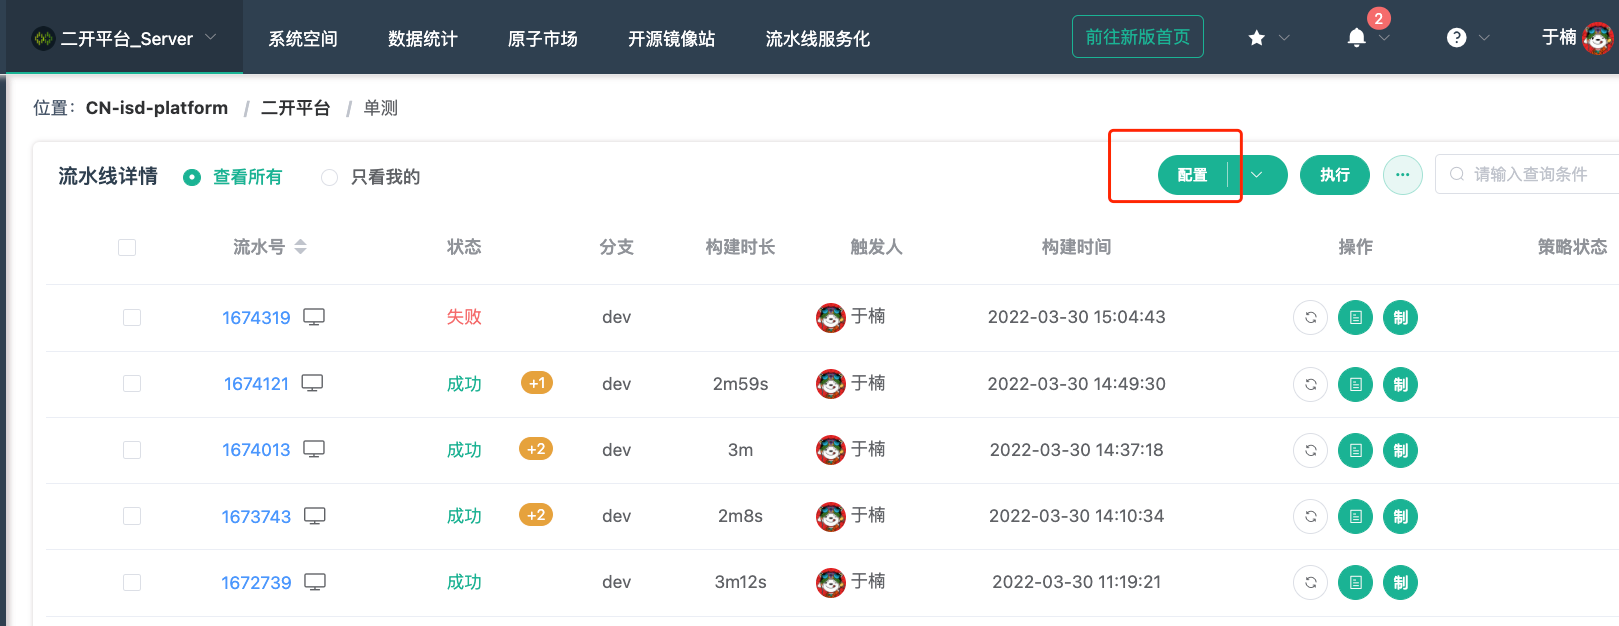 二开平台_Server 系统空间 数据统计 原子市场 开源镜像站 流水线服务化 前往新版首页 2 ? 于楠
位置： CN-isd-platform / 二开平台 / 单测
流水线详情 查看所有 只看我的 配置 执行 ··· 请输入查询条件
流水号 状态 分支 构建时长 触发人 构建时间 操作 策略状态
1674319 失败 dev 于楠 2022-03-30 15:04:43 制
1674121 成功 +1 dev 2m59s 于楠 2022-03-30 14:49:30 制
1674013 成功 +2 dev 3m 于楠 2022-03-30 14:37:18 制
1673743 成功 +2 dev 2m8s 于楠 2022-03-30 14:10:34 制
1672739 成功 dev 3m12s 于楠 2022-03-30 11:19:21 制